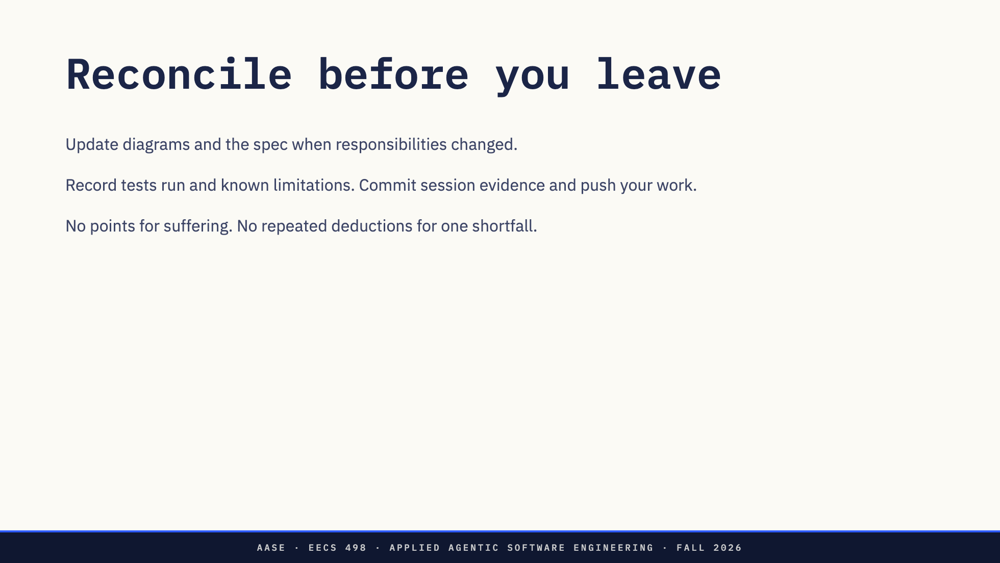 Reconcile before you leave
Update diagrams and the spec when responsibilities changed.
Record tests run and known limitations. Commit session evidence and push your work.
No points for suffering. No repeated deductions for one shortfall.
AASE · EECS 498 · APPLIED AGENTIC SOFTWARE ENGINEERING · FALL 2026